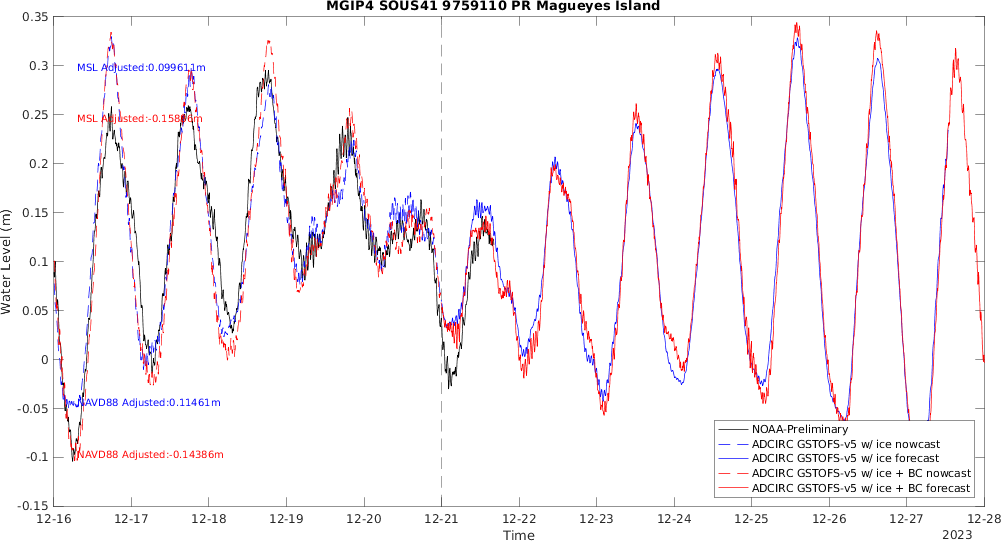 MGIP4 SOUS41 9759110 PR Magueyes Island
0.35
0.3
0.25
0.2
0.15
0.1
0.05
0
-0.05
-0.1
-0.15
Water Level (m)
MSL Adjusted:0.099611m
MSL Adjusted:-0.15886m
NAVD88 Adjusted:0.11461m
NAVD88 Adjusted:-0.14386m
NOAA-Preliminary
ADCIRC GSTOFS-v5 w/ ice nowcast
ADCIRC GSTOFS-v5 w/ ice forecast
ADCIRC GSTOFS-v5 w/ ice + BC nowcast
ADCIRC GSTOFS-v5 w/ ice + BC forecast
12-16 12-17 12-18 12-19 12-20 12-21 12-22 12-23 12-24 12-25 12-26 12-27 12-28
Time
2023